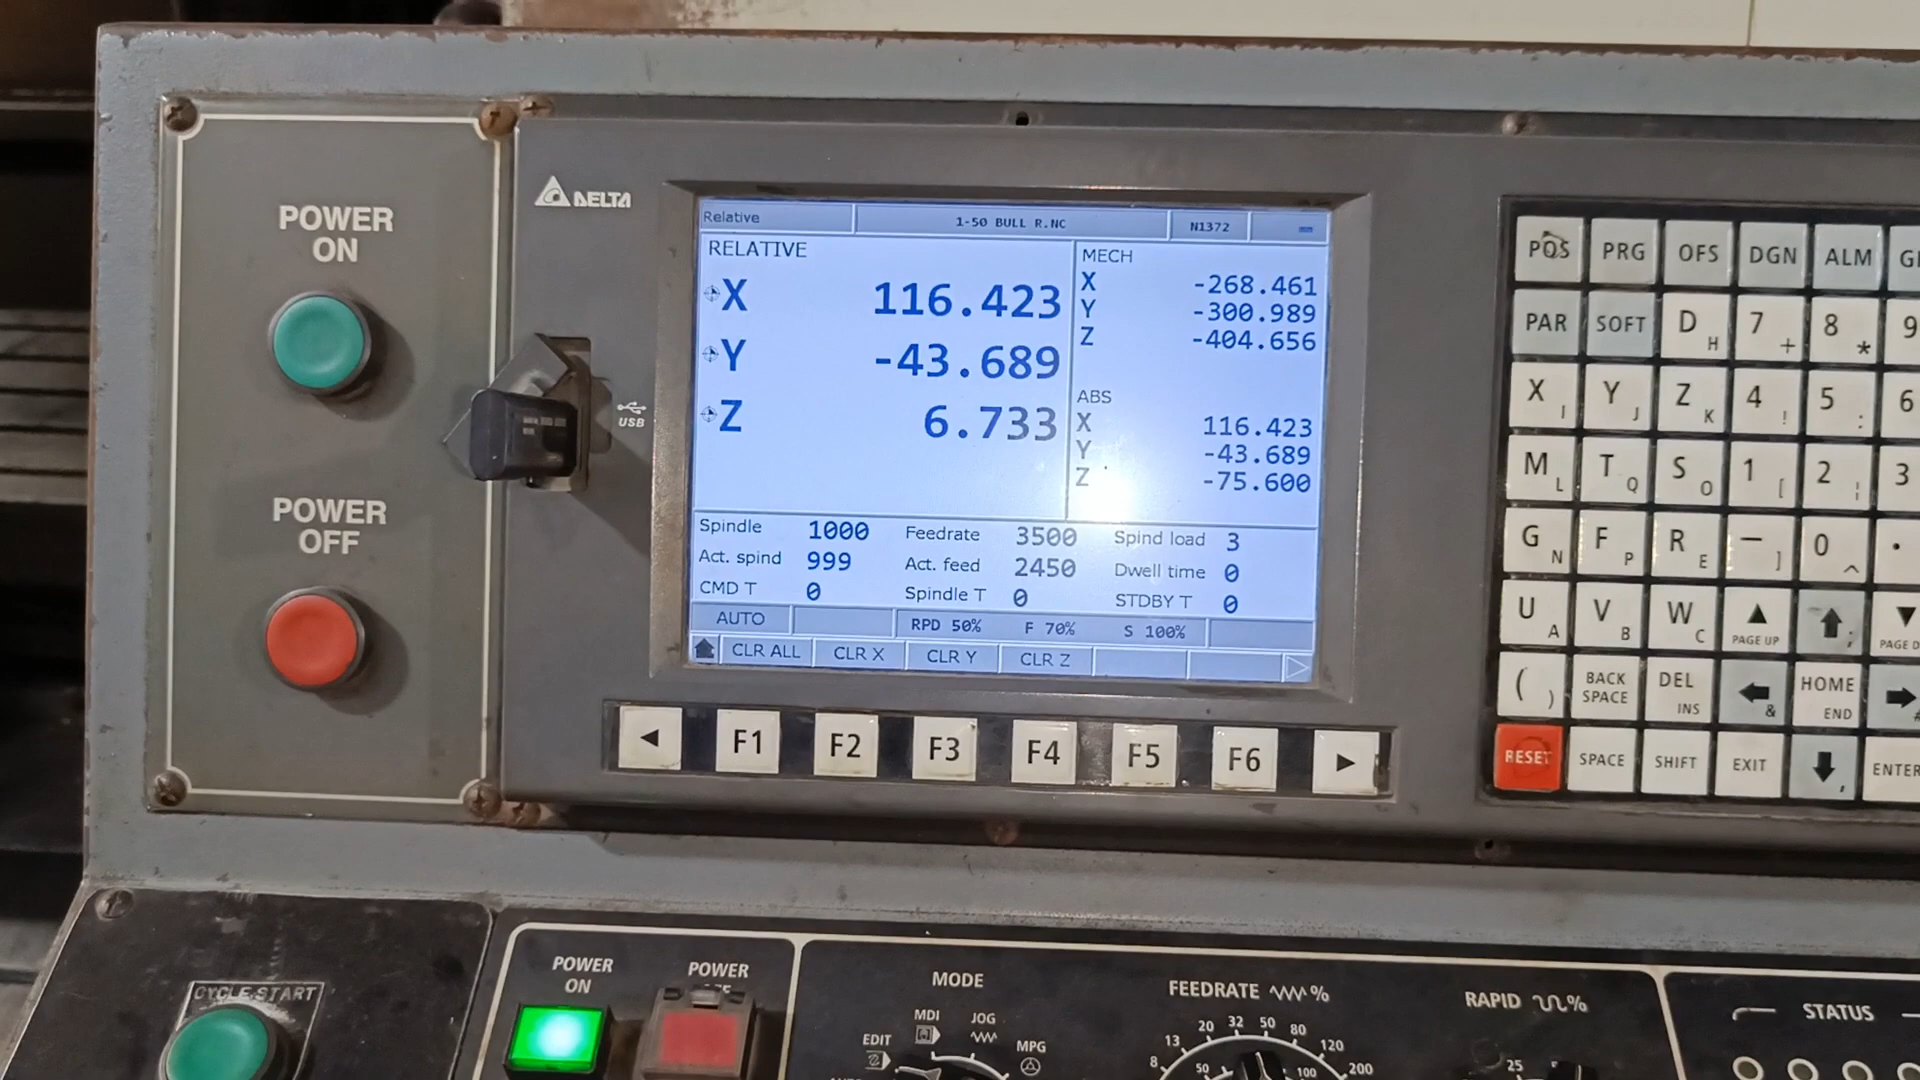 POWER
ON
POWER
OFF
DELTA
USB
Relative 1-50 BULL R.NC N1372
RELATIVE
X 116.423
Y -43.689
Z 6.733
MECH
X -268.461
Y -300.989
Z -404.656
ABS
X 116.423
Y -43.689
Z -75.600
Spindle 1000 Feedrate 3500 Spind load 3
Act. spind 999 Act. feed 2450 Dwell time 0
CMD T 0 Spindle T 0 STDBY T 0
AUTO RPD 50% F 70% S 100%
CLR ALL CLR X CLR Y CLR Z
◄ F1 F2 F3 F4 F5 F6 ►
POS PRG OFS DGN ALM
PAR SOFT D H 7 + 8 * 9
X I Y J Z K 4 ! 5 : 6
M L T Q S O 1 [ 2 ¦ 3
G N F P R E — ] 0 ^ .
U A V B W C ▲ PAGE UP ↑ ; ▼ PAGE D
( ) BACK SPACE DEL INS ← & HOME END →
RESET SPACE SHIFT EXIT ↓ , ENTER
CYCLE START
POWER
ON
POWER
MODE
EDIT MDI JOG MPG
FEEDRATE %
8 13 20 32 50 80 120 200
50 100
RAPID %
25
STATUS